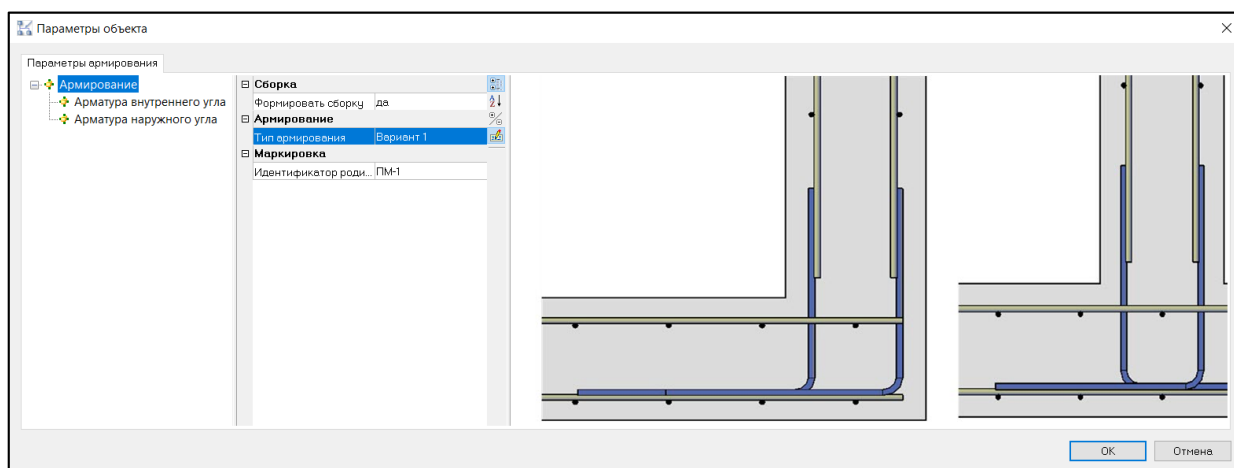 Параметры объекта
Параметры армирования
Армирование
Арматура внутреннего угла
Арматура наружного угла
Сборка
Формировать сборку да
Армирование
Тип армирования Вариант 1
Маркировка
Идентификатор роди... ПМ-1
OK Отмена